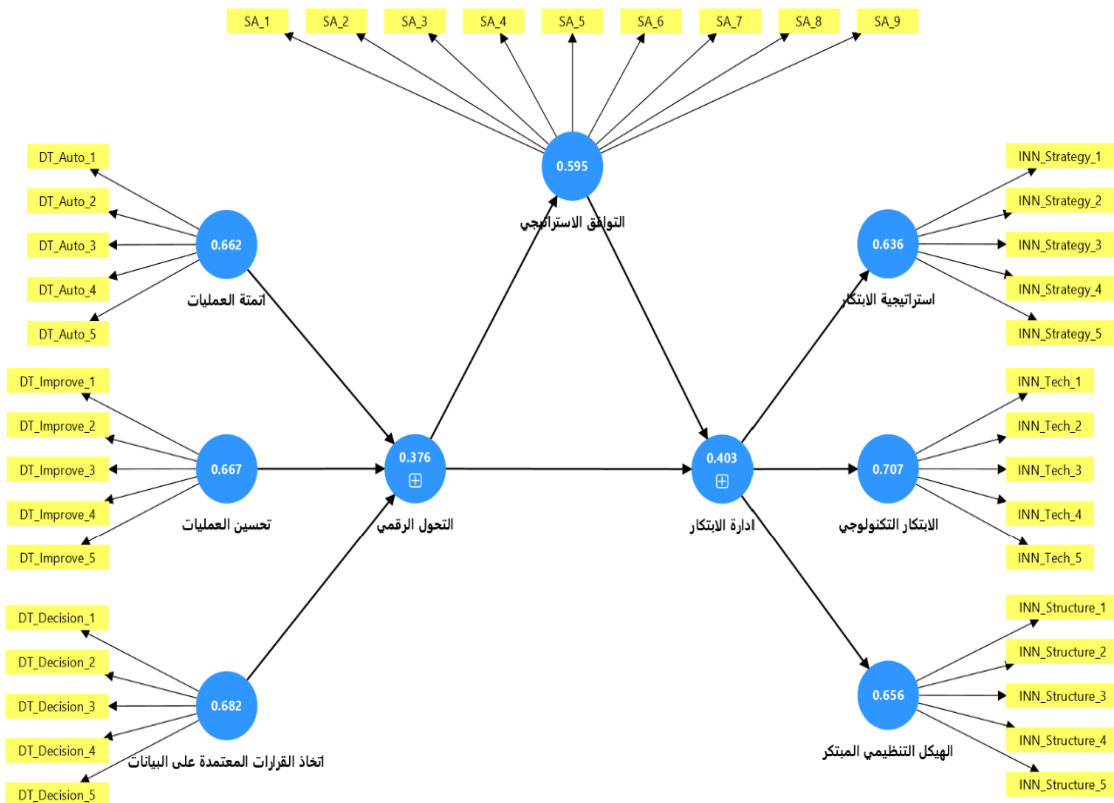 SA_1
SA_2
SA_3
SA_4
SA_5
SA_6
SA_7
SA_8
SA_9
0.595
التوافق الاستراتيجي
DT_Auto_1
DT_Auto_2
DT_Auto_3
DT_Auto_4
DT_Auto_5
0.662
اتمتة العمليات
DT_Improve_1
DT_Improve_2
DT_Improve_3
DT_Improve_4
DT_Improve_5
0.667
تحسين العمليات
DT_Decision_1
DT_Decision_2
DT_Decision_3
DT_Decision_4
DT_Decision_5
0.682
اتخاذ القرارات المعتمدة على البيانات
0.376
التحول الرقمي
0.403
ادارة الابتكار
0.636
استراتيجية الابتكار
INN_Strategy_1
INN_Strategy_2
INN_Strategy_3
INN_Strategy_4
INN_Strategy_5
0.707
الابتكار التكنولوجي
INN_Tech_1
INN_Tech_2
INN_Tech_3
INN_Tech_4
INN_Tech_5
0.656
الهيكل التنظيمي المبتكر
INN_Structure_1
INN_Structure_2
INN_Structure_3
INN_Structure_4
INN_Structure_5